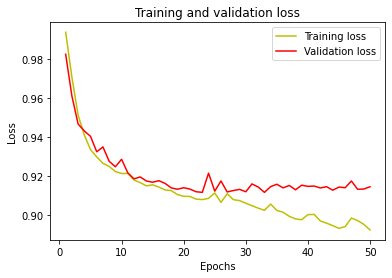 Training and validation loss
Training loss
Validation loss
0.98
0.96
0.94
0.92
0.90
Loss
0
10
20
30
40
50
Epochs